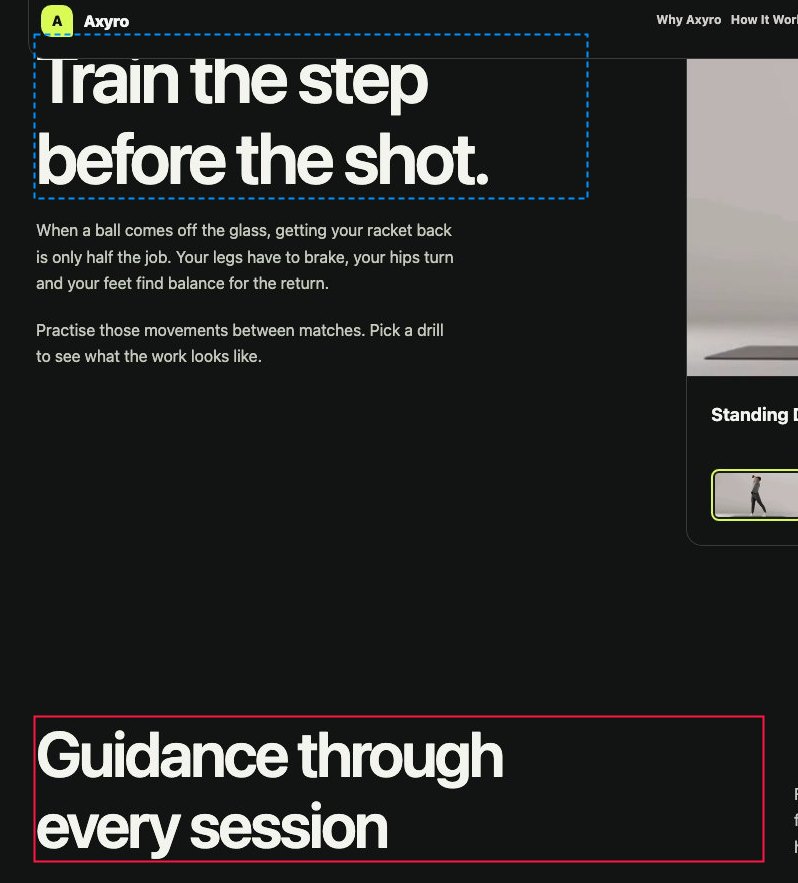 A
Axyro
Why Axyro How It
Train the step
before the shot.
When a ball comes off the glass, getting your racket back
is only half the job. Your legs have to brake, your hips turn
and your feet find balance for the return.
Practise those movements between matches. Pick a drill
to see what the work looks like.
Standing
Guidance through
every session